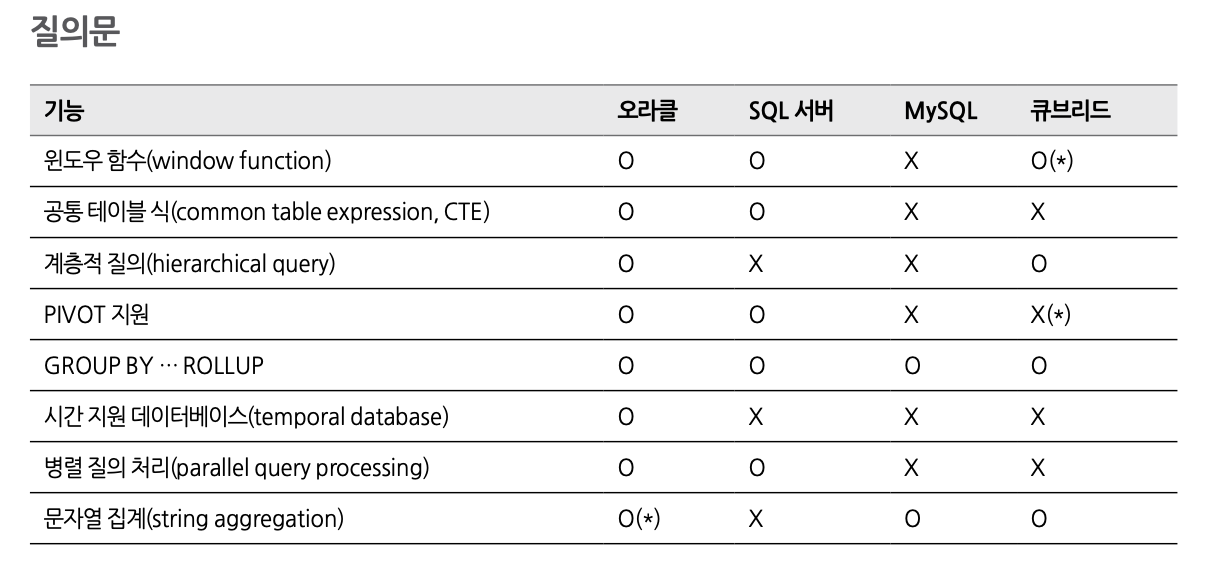 질의문
기능 오라클 SQL 서버 MySQL 큐브리드
윈도우 함수(window function) O O X O(*)
공통 테이블 식(common table expression, CTE) O O X X
계층적 질의(hierarchical query) O X X O
PIVOT 지원 O O X X(*)
GROUP BY … ROLLUP O O O O
시간 지원 데이터베이스(temporal database) O X X X
병렬 질의 처리(parallel query processing) O O X X
문자열 집계(string aggregation) O(*) X O O